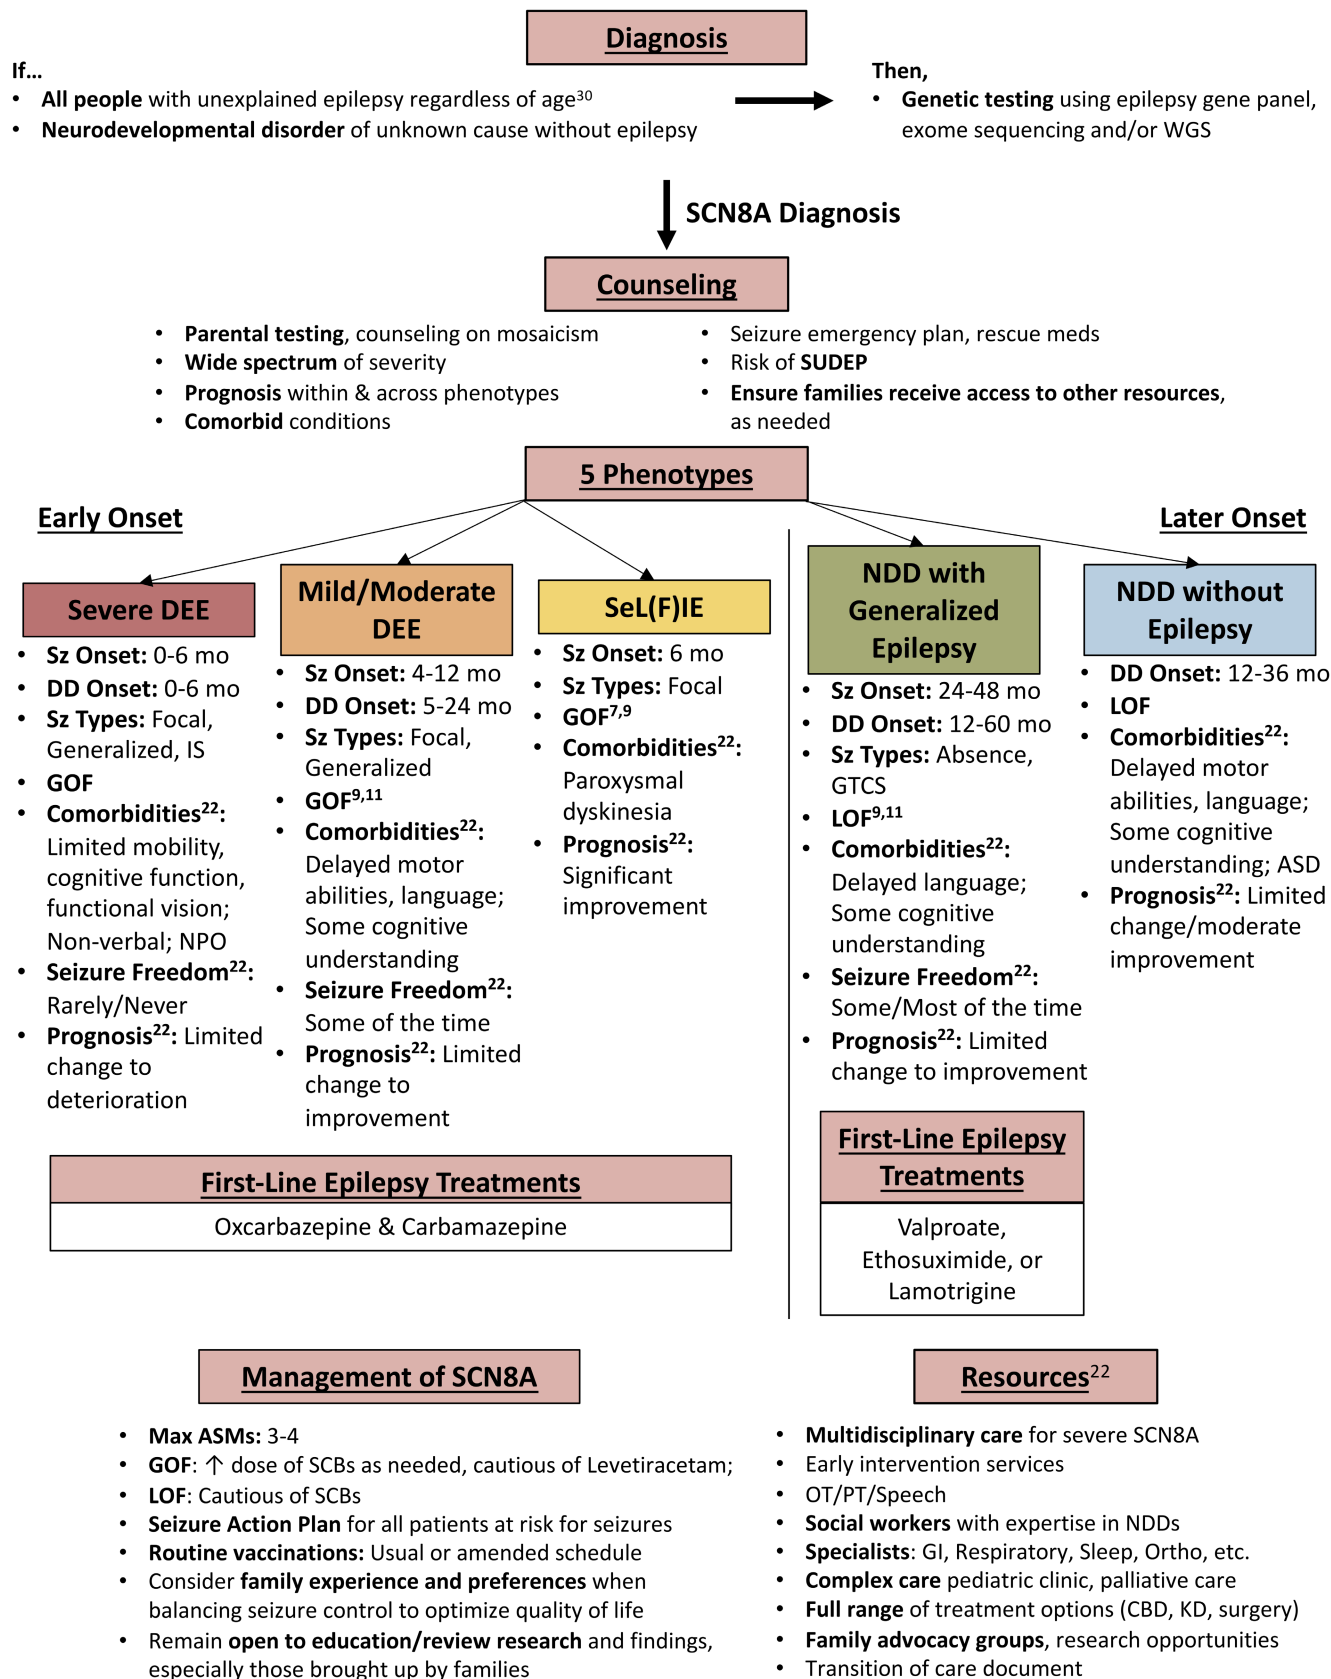 Diagnosis
If...
• All people with unexplained epilepsy regardless of age30
• Neurodevelopmental disorder of unknown cause without epilepsy
Then,
• Genetic testing using epilepsy gene panel,
exome sequencing and/or WGS
SCN8A Diagnosis
Counseling
• Parental testing, counseling on mosaicism
• Wide spectrum of severity
• Prognosis within & across phenotypes
• Comorbid conditions
• Seizure emergency plan, rescue meds
• Risk of SUDEP
• Ensure families receive access to other resources,
as needed
5 Phenotypes
Early Onset
Later Onset
Severe DEE
• Sz Onset: 0-6 mo
• DD Onset: 0-6 mo
• Sz Types: Focal,
Generalized, IS
• GOF
• Comorbidities22:
Limited mobility,
cognitive function,
functional vision;
Non-verbal; NPO
• Seizure Freedom22:
Rarely/Never
• Prognosis22: Limited
change to
deterioration
Mild/Moderate
DEE
• Sz Onset: 4-12 mo
• DD Onset: 5-24 mo
• Sz Types: Focal,
Generalized
• GOF9,11
• Comorbidities22:
Delayed motor
abilities, language;
Some cognitive
understanding
• Seizure Freedom22:
Some of the time
• Prognosis22: Limited
change to
improvement
SeL(F)IE
• Sz Onset: 6 mo
• Sz Types: Focal
• GOF7,9
• Comorbidities22:
Paroxysmal
dyskinesia
• Prognosis22:
Significant
improvement
NDD with
Generalized
Epilepsy
• Sz Onset: 24-48 mo
• DD Onset: 12-60 mo
• Sz Types: Absence,
GTCS
• LOF9,11
• Comorbidities22:
Delayed language;
Some cognitive
understanding
• Seizure Freedom22:
Some/Most of the time
• Prognosis22: Limited
change to improvement
NDD without
Epilepsy
• DD Onset: 12-36 mo
• LOF
• Comorbidities22:
Delayed motor
abilities, language;
Some cognitive
understanding; ASD
• Prognosis22: Limited
change/moderate
improvement
First-Line Epilepsy Treatments
Oxcarbazepine & Carbamazepine
First-Line Epilepsy
Treatments
Valproate,
Ethosuximide, or
Lamotrigine
Management of SCN8A
• Max ASMs: 3-4
• GOF: ↑ dose of SCBs as needed, cautious of Levetiracetam;
• LOF: Cautious of SCBs
• Seizure Action Plan for all patients at risk for seizures
• Routine vaccinations: Usual or amended schedule
• Consider family experience and preferences when
balancing seizure control to optimize quality of life
• Remain open to education/review research and findings,
especially those brought up by families
Resources22
• Multidisciplinary care for severe SCN8A
• Early intervention services
• OT/PT/Speech
• Social workers with expertise in NDDs
• Specialists: GI, Respiratory, Sleep, Ortho, etc.
• Complex care pediatric clinic, palliative care
• Full range of treatment options (CBD, KD, surgery)
• Family advocacy groups, research opportunities
• Transition of care document